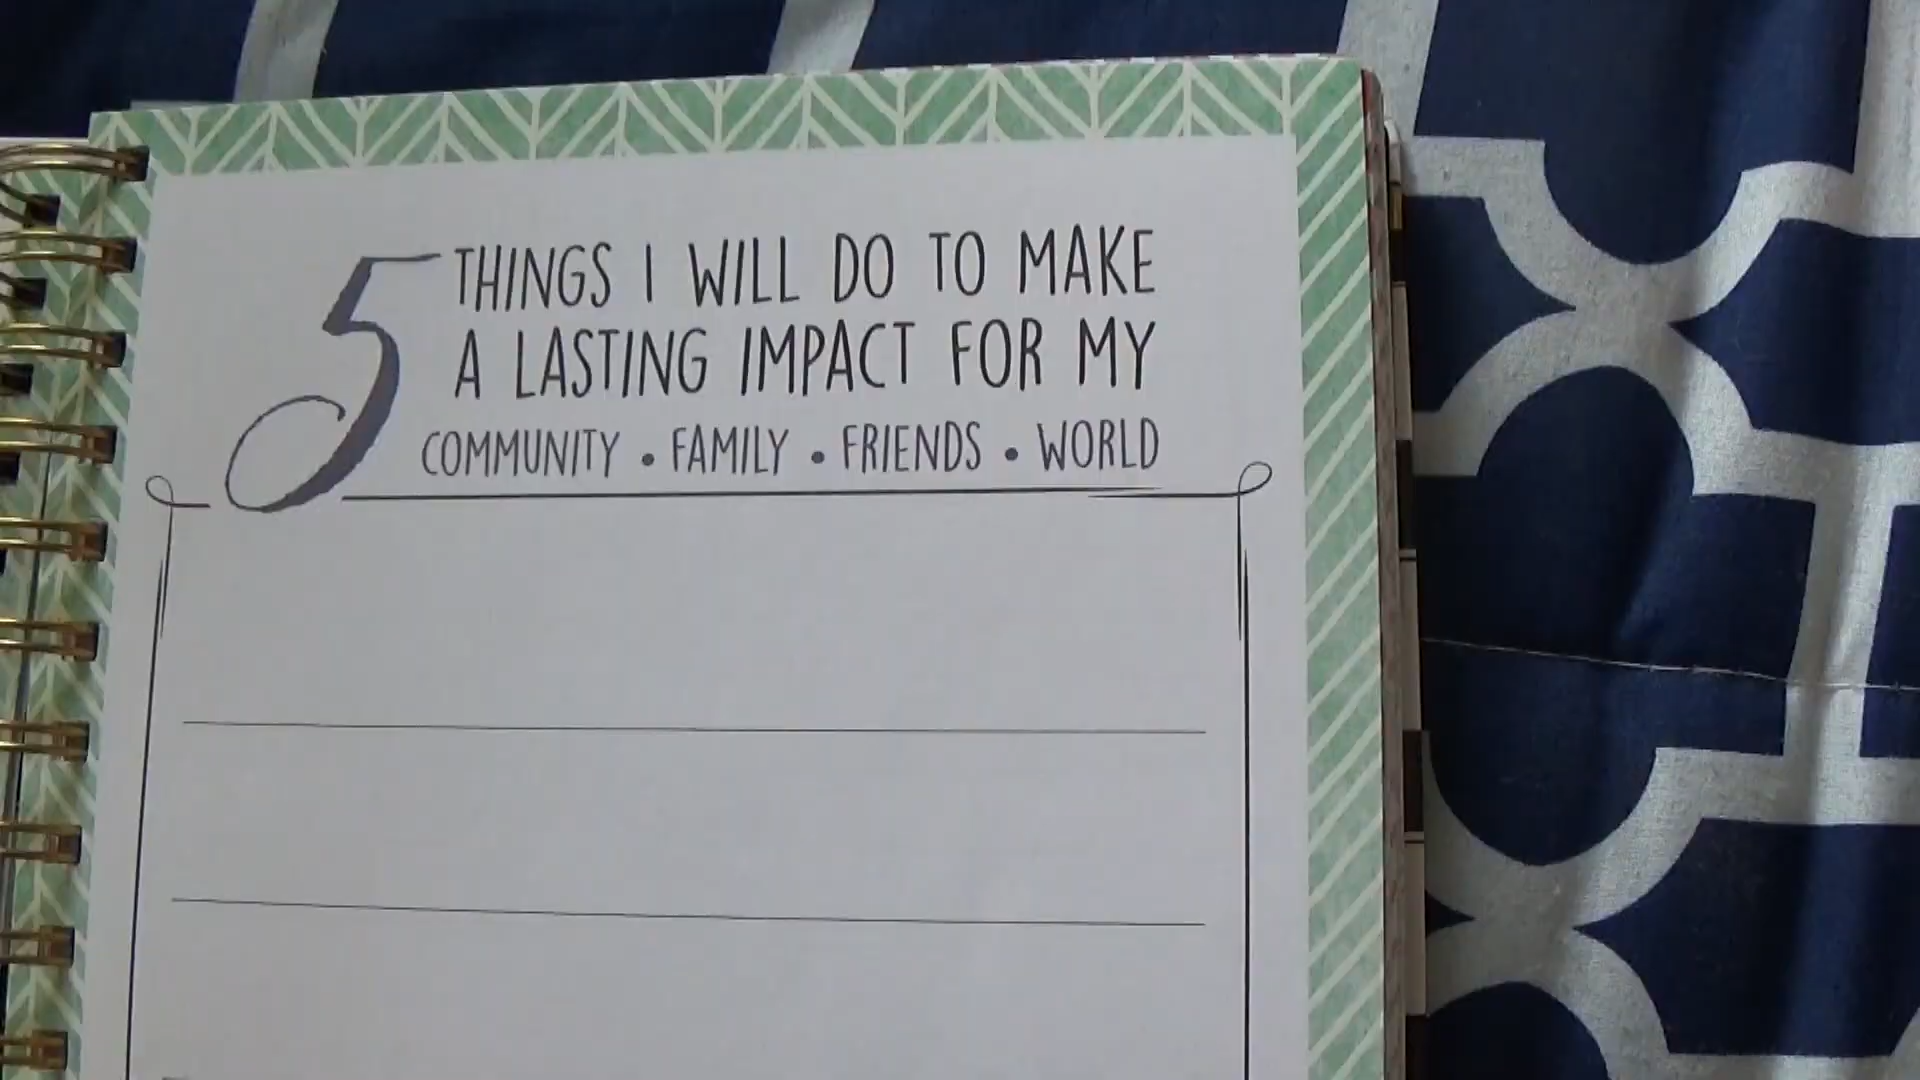 5 THINGS I WILL DO TO MAKE
A LASTING IMPACT FOR MY
COMMUNITY • FAMILY • FRIENDS • WORLD